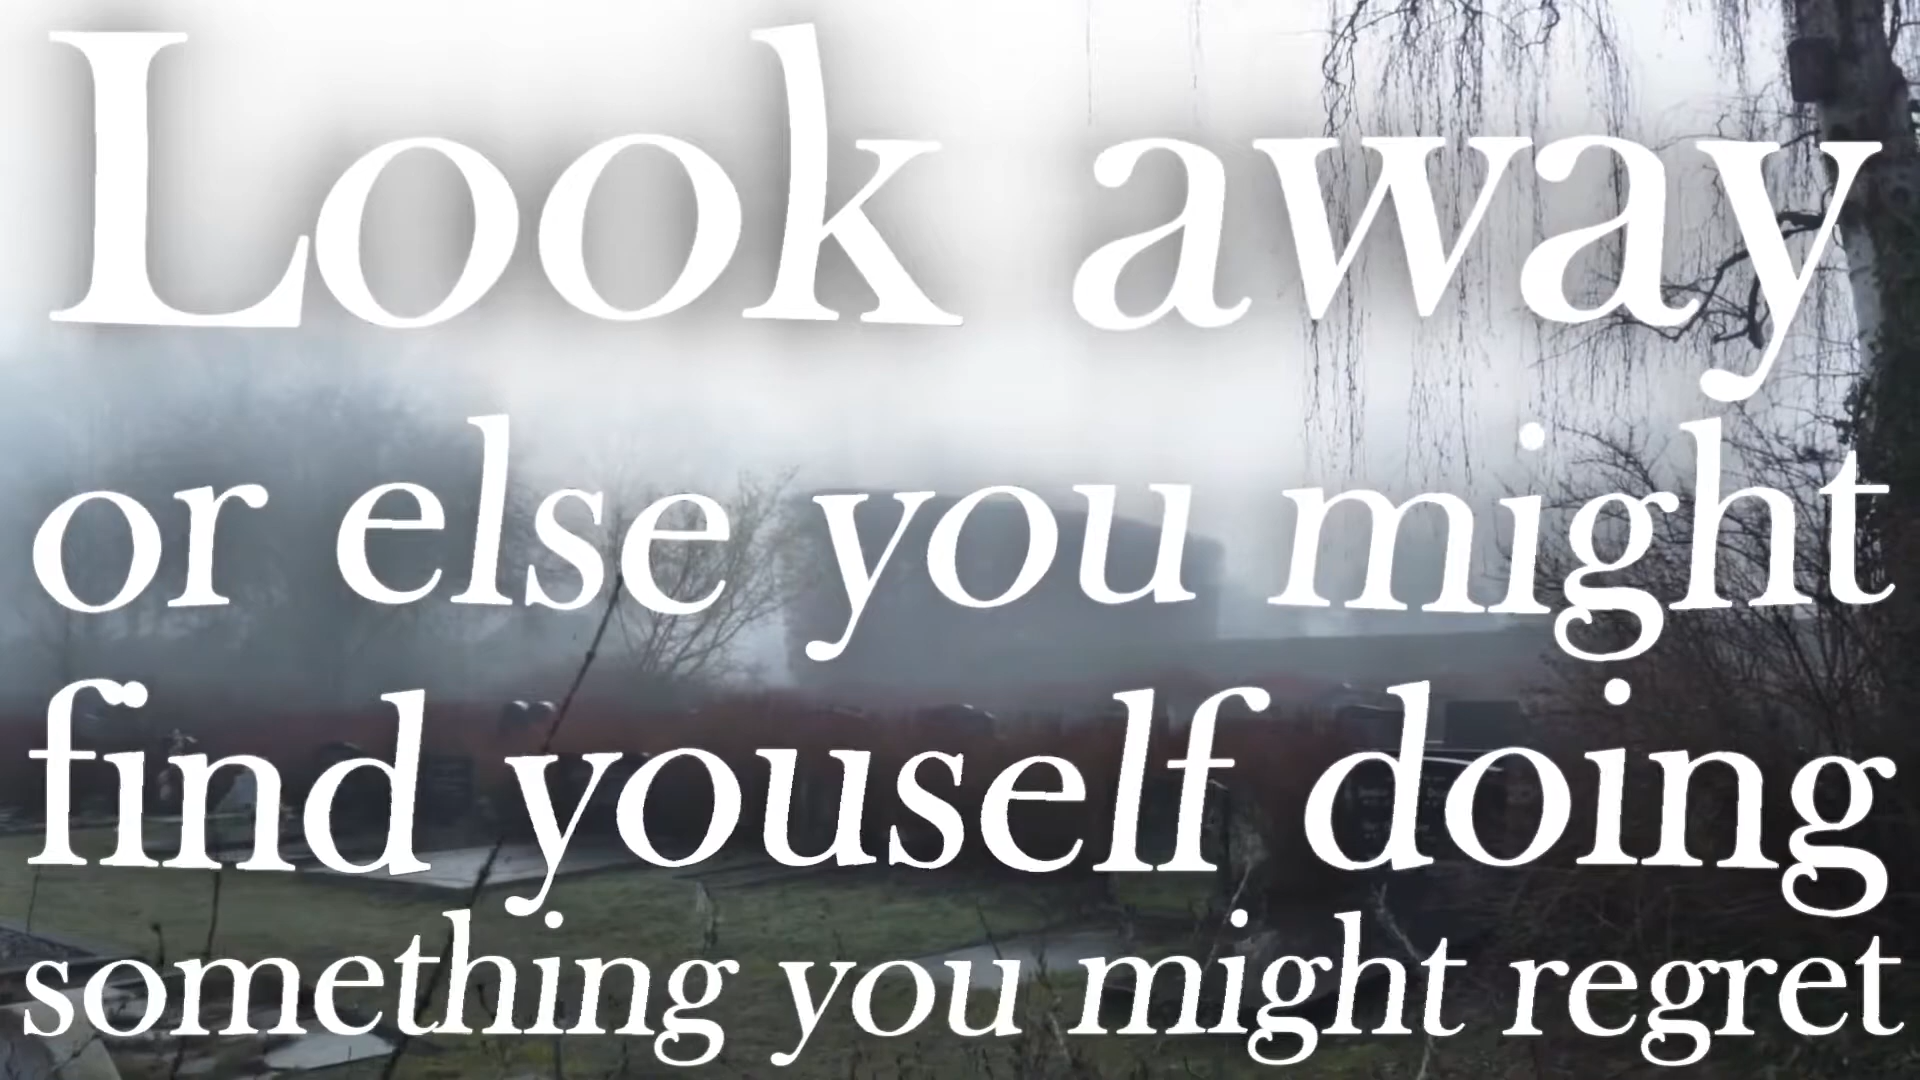 Look away
or else you might
find youself doing
something you might regret